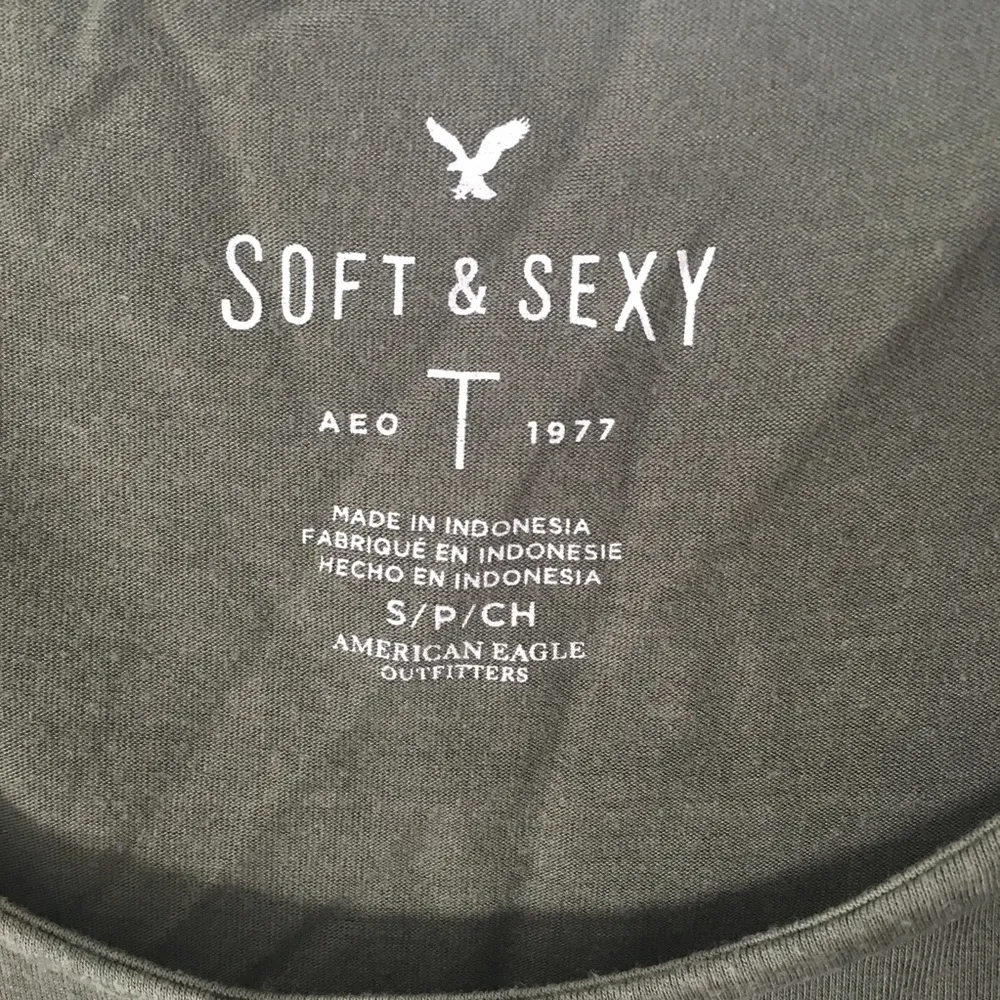 SOFT & SEXY
T
AEO 1977
MADE IN INDONESIA
FABRIQUÉ EN INDONESIE
HECHO EN INDONESIA
S/P/CH
AMERICAN EAGLE
OUTFITTERS